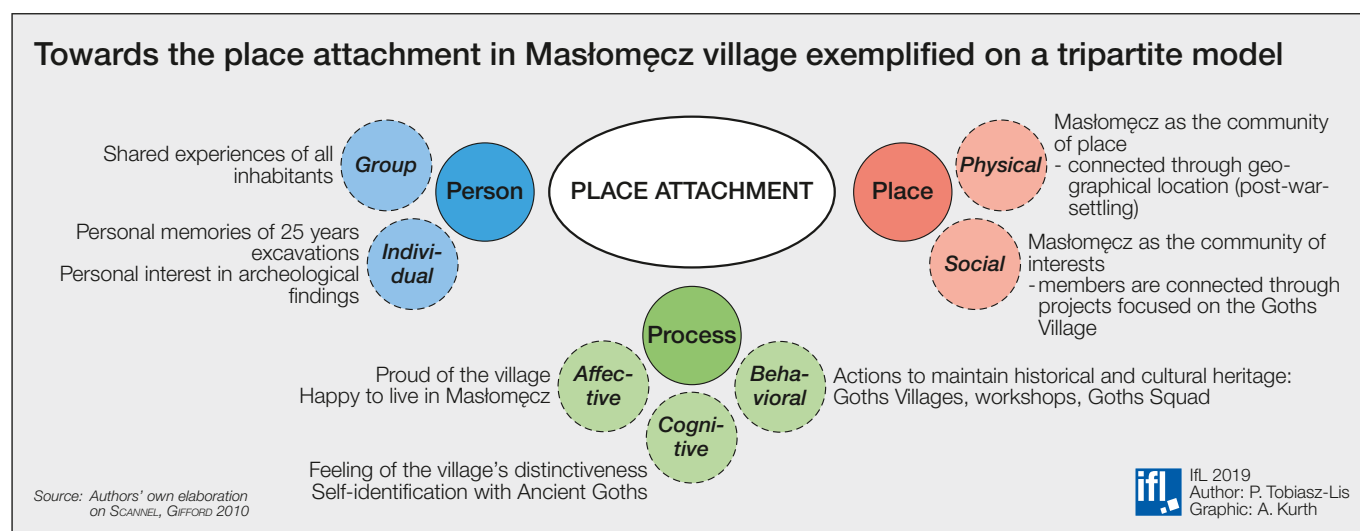 Towards the place attachment in Masłomęcz village exemplified on a tripartite model
Shared experiences of all
inhabitants
Group
Person
Personal memories of 25 years
excavations
Personal interest in archeological
findings
Indivi-
dual
PLACE ATTACHMENT
Place
Physical
Masłomęcz as the community
of place
- connected through geo-
graphical location (post-war-
settling)
Social
Masłomęcz as the community of
interests
- members are connected through
projects focused on the Goths
Village
Process
Proud of the village
Happy to live in Masłomęcz
Affec-
tive
Beha-
vioral
Actions to maintain historical and cultural heritage:
Goths Villages, workshops, Goths Squad
Cogni-
tive
Feeling of the village's distinctiveness
Self-identification with Ancient Goths
Source: Authors' own elaboration
on SCANNEL, GIFFORD 2010
ifl
IfL 2019
Author: P. Tobiasz-Lis
Graphic: A. Kurth